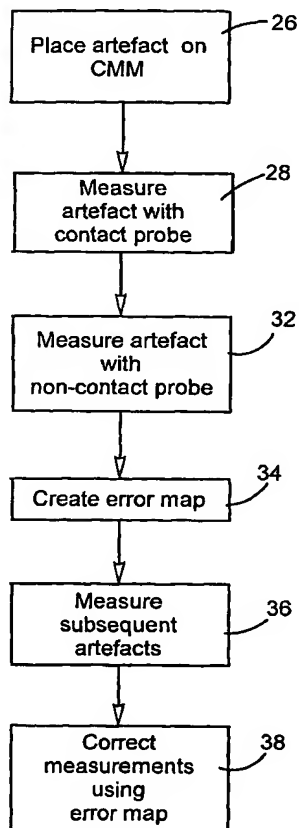 Place artefact on
CMM
26
Measure
artefact with
contact probe
28
Measure artefact
with
non-contact probe
32
Create error map
34
Measure
subsequent
artefacts
36
Correct
measurements
using
error map
38